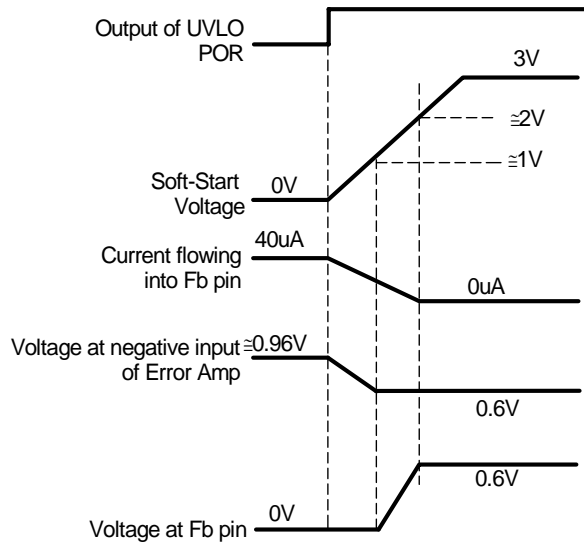 Output of UVLO
POR
3V
≅2V
≅1V
Soft-Start
Voltage
0V
Current flowing
into Fb pin
40uA
0uA
Voltage at negative input
of Error Amp
≅0.96V
0.6V
Voltage at Fb pin
0V
0.6V